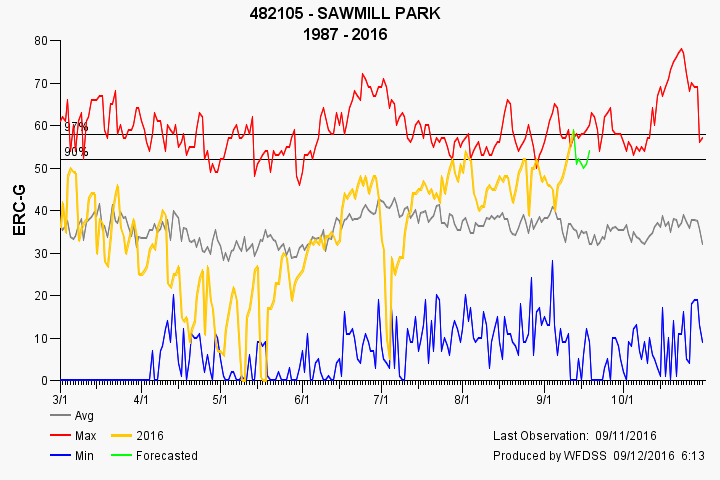 482105 - SAWMILL PARK
1987 - 2016
80
70
60
97%
90%
50
40
30
20
10
0
ERC-G
3/1 4/1 5/1 6/1 7/1 8/1 9/1 10/1
Avg
Max 2016
Min Forecasted
Last Observation: 09/11/2016
Produced by WFDSS 09/12/2016 6:13